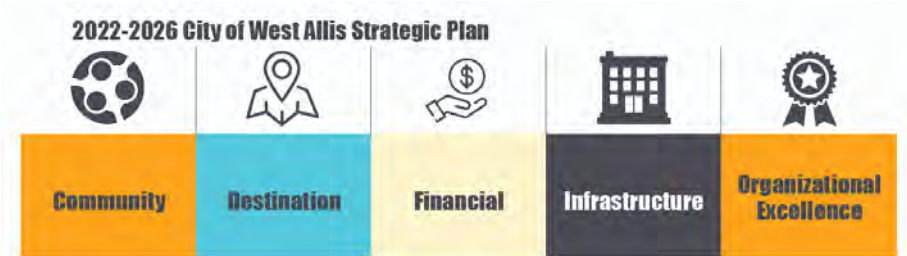 2022-2026 City of West Allis Strategic Plan
$
Community
Destination
Financial
Infrastructure
Organizational
Excellence